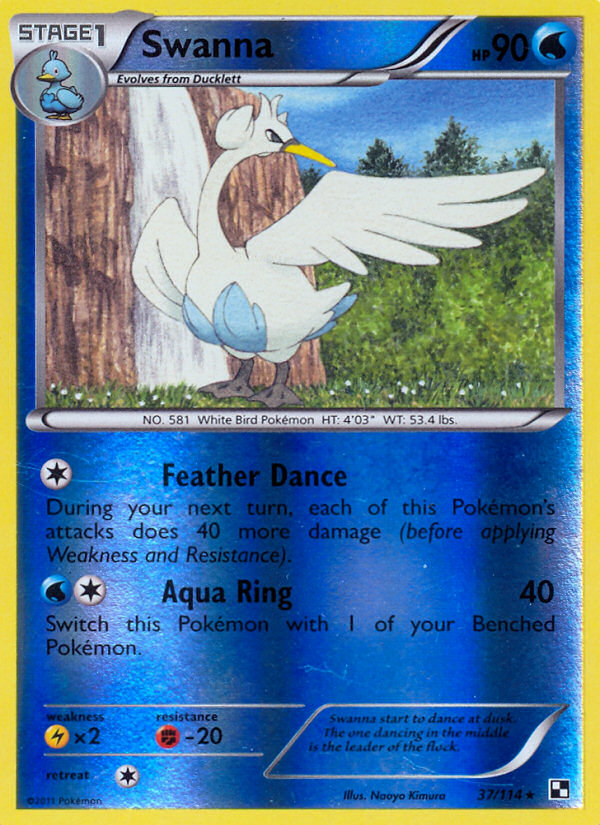 STAGE1
Swanna
HP 90
Evolves from Ducklett
NO. 581 White Bird Pokémon HT: 4'03" WT: 53.4 lbs.
Feather Dance
During your next turn, each of this Pokémon's
attacks does 40 more damage (before applying
Weakness and Resistance).
Aqua Ring 40
Switch this Pokémon with 1 of your Benched
Pokémon.
weakness resistance
×2 -20
retreat
Swanna start to dance at dusk.
The one dancing in the middle
is the leader of the flock.
©2011 Pokémon
Illus. Naoyo Kimura 37/114 ★